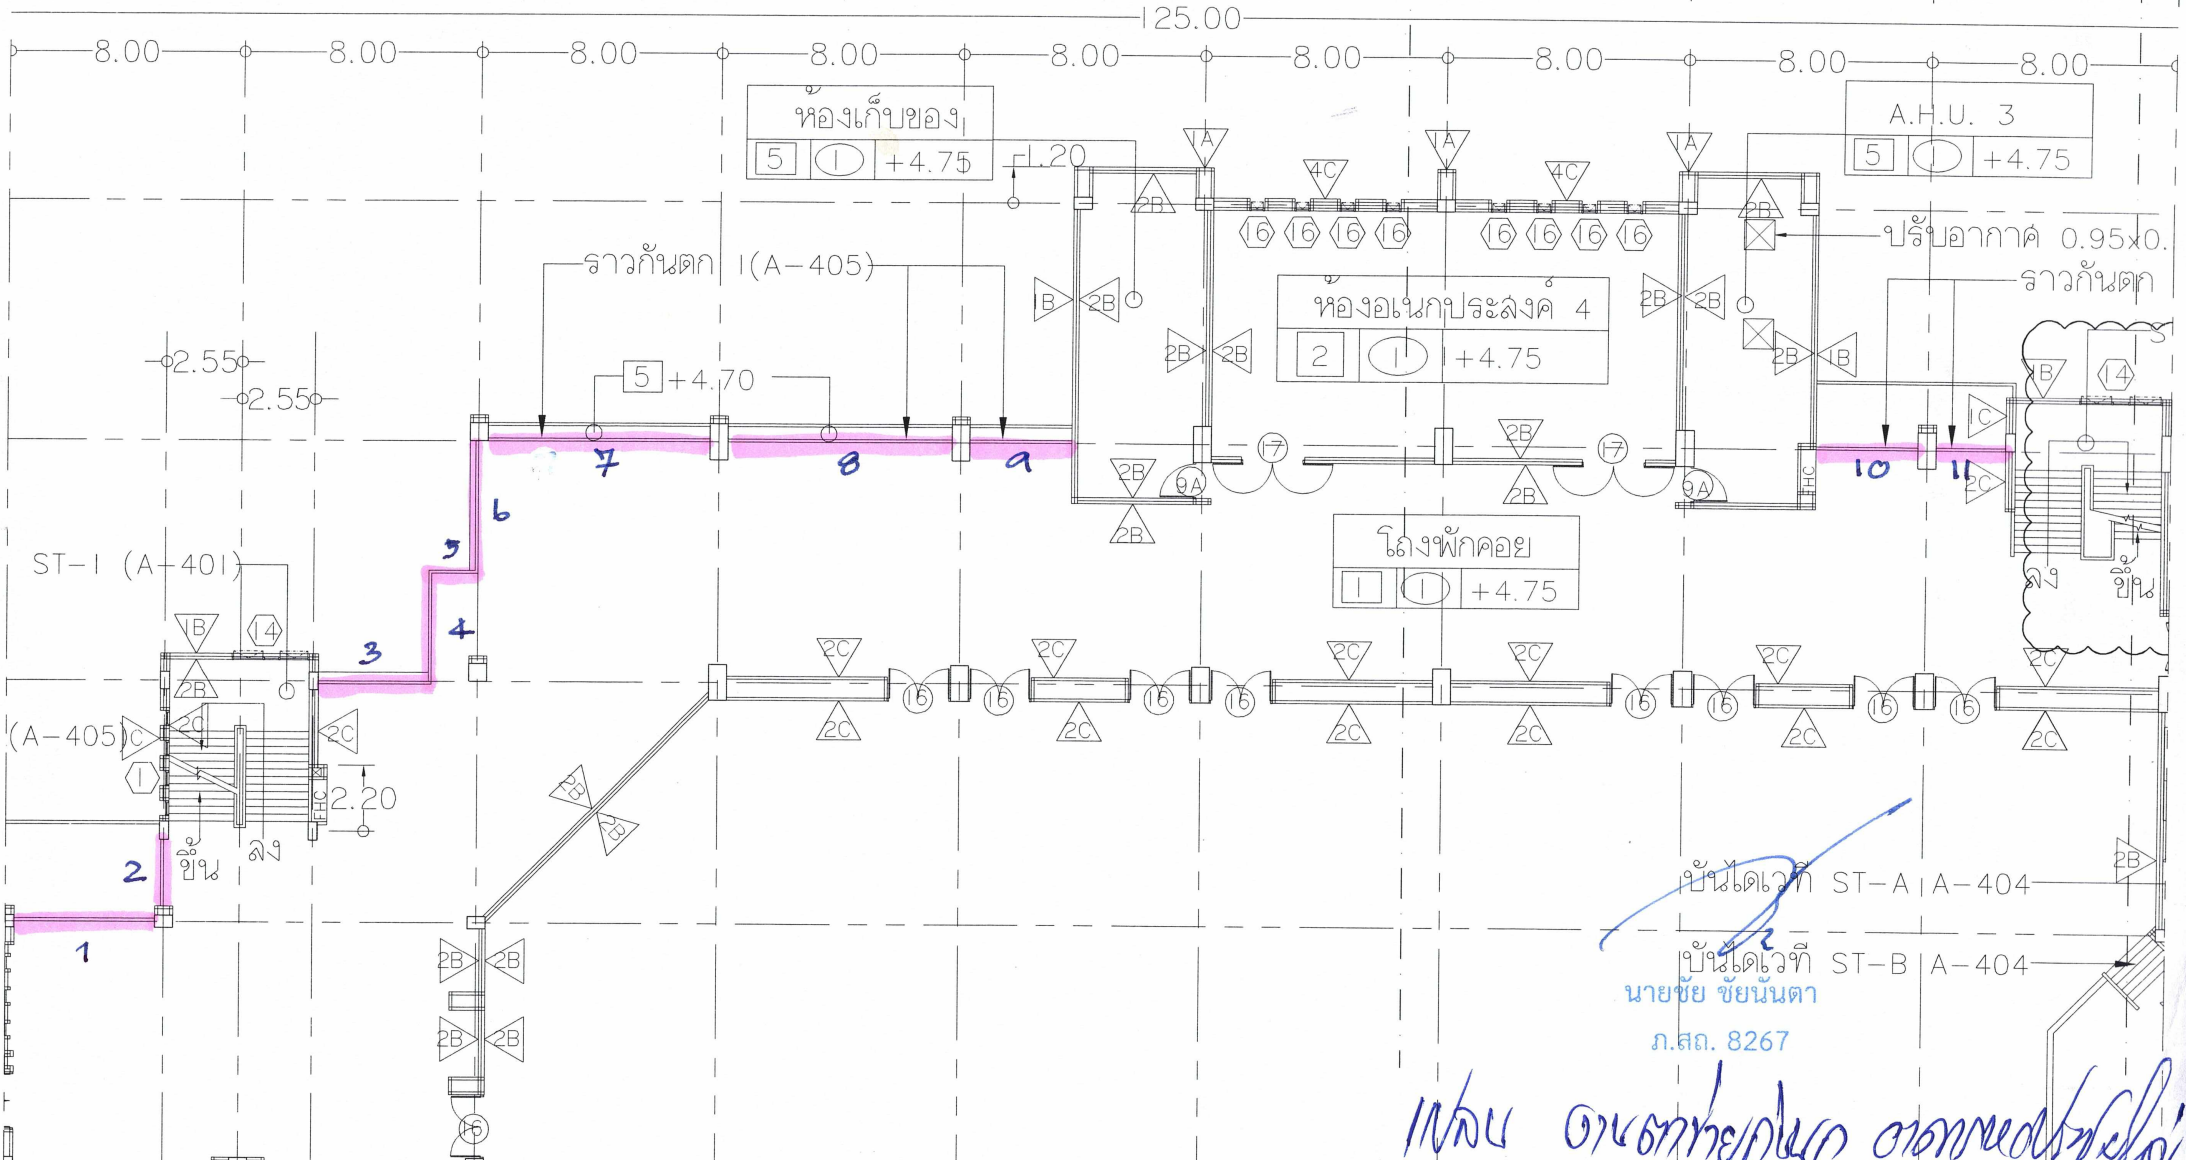 125.00
8.00 8.00 8.00 8.00 8.00 8.00 8.00 8.00 8.00
ห้องเก็บของ
5 1 +4.75
1.20
A.H.U. 3
5 1 +4.75
1A 1A 1A
4C 4C
2B 2B
16 16 16 16 16 16 16 16
ปรับอากาศ 0.95x0.
ราวกันตก 1(A-405)
ราวกันตก
1B 2B
ห้องอเนกประสงค์ 4
2 1 +4.75
2B 2B
2B 2B
2B 1B
S
1B 14
2.55
2.55
5 +4.70
1C
7 8 9
17 2B 17
10 11
2B 9A 2B 9A FHC 2C
2B
6
5
4
3
โถงพักคอย
1 1 +4.75
ลง ขึ้น
ST-1 (A-401)
1B 14
2B
2C 2C 2C 2C 2C 2C
16 16 16 16 16 16 16
2C 2C 2C 2C 2C 2C
(A-405) C 2C 2C
1
FHC 2.20
ขึ้น ลง
2B
2B
2
1
บันไดเวที ST-A A-404
2B
บันไดเวที ST-B A-404
2B 2B
นายชัย ชัยนันตา
ภ.สถ. 8267
2B 2B
16
แปลน